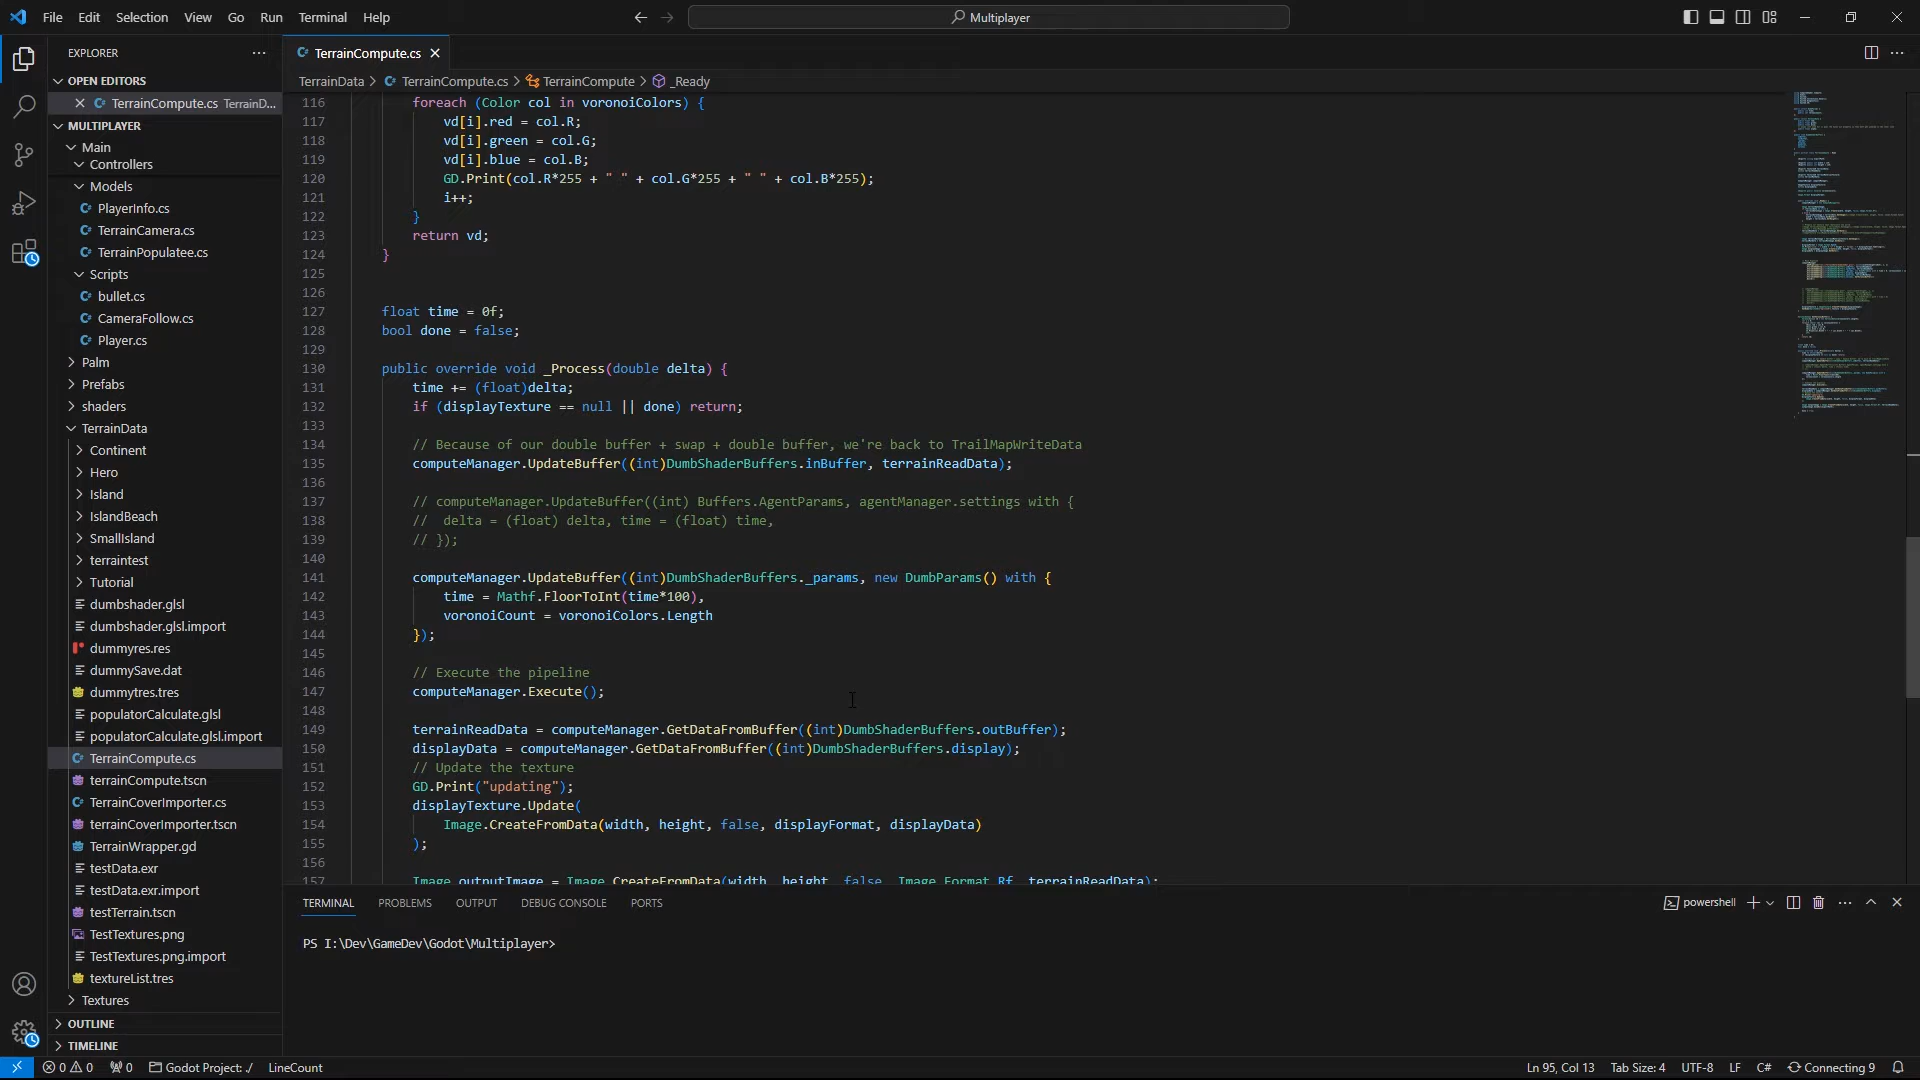 File Edit Selection View Go Run Terminal Help
Multiplayer
EXPLORER
OPEN EDITORS
TerrainCompute.cs TerrainD...
MULTIPLAYER
Main
Controllers
Models
PlayerInfo.cs
TerrainCamera.cs
TerrainPopulatee.cs
Scripts
bullet.cs
CameraFollow.cs
Player.cs
Palm
Prefabs
shaders
TerrainData
Continent
Hero
Island
IslandBeach
SmallIsland
terraintest
Tutorial
dumbshader.glsl
dumbshader.glsl.import
dummyres.res
dummySave.dat
dummytres.tres
populatorCalculate.glsl
populatorCalculate.glsl.import
TerrainCompute.cs
terrainCompute.tscn
TerrainCoverImporter.cs
terrainCoverImporter.tscn
TerrainWrapper.gd
testData.exr
testData.exr.import
testTerrain.tscn
TestTextures.png
TestTextures.png.import
textureList.tres
Textures
OUTLINE
TIMELINE
TerrainCompute.cs
TerrainData > TerrainCompute.cs > TerrainCompute > _Ready
116 foreach (Color col in voronoiColors) {
117 vd[i].red = col.R;
118 vd[i].green = col.G;
119 vd[i].blue = col.B;
120 GD.Print(col.R*255 + " " + col.G*255 + " " + col.B*255);
121 i++;
122 }
123 return vd;
124 }
125
126
127 float time = 0f;
128 bool done = false;
129
130 public override void _Process(double delta) {
131 time += (float)delta;
132 if (displayTexture == null || done) return;
133
134 // Because of our double buffer + swap + double buffer, we're back to TrailMapWriteData
135 computeManager.UpdateBuffer((int)DumbShaderBuffers.inBuffer, terrainReadData);
136
137 // computeManager.UpdateBuffer((int) Buffers.AgentParams, agentManager.settings with {
138 // delta = (float) delta, time = (float) time,
139 // });
140
141 computeManager.UpdateBuffer((int)DumbShaderBuffers._params, new DumbParams() with {
142 time = Mathf.FloorToInt(time*100),
143 voronoiCount = voronoiColors.Length
144 });
145
146 // Execute the pipeline
147 computeManager.Execute();
148
149 terrainReadData = computeManager.GetDataFromBuffer((int)DumbShaderBuffers.outBuffer);
150 displayData = computeManager.GetDataFromBuffer((int)DumbShaderBuffers.display);
151 // Update the texture
152 GD.Print("updating");
153 displayTexture.Update(
154 Image.CreateFromData(width, height, false, displayFormat, displayData)
155 );
156
157 Image outputImage = Image.CreateFromData(width, height, false, Image.Format.Rf, terrainReadData);
TERMINAL PROBLEMS OUTPUT DEBUG CONSOLE PORTS
powershell
PS I:\Dev\GameDev\Godot\Multiplayer>
0 0 0 Godot Project: ./ LineCount
Ln 95, Col 13 Tab Size: 4 UTF-8 LF C# Connecting 9